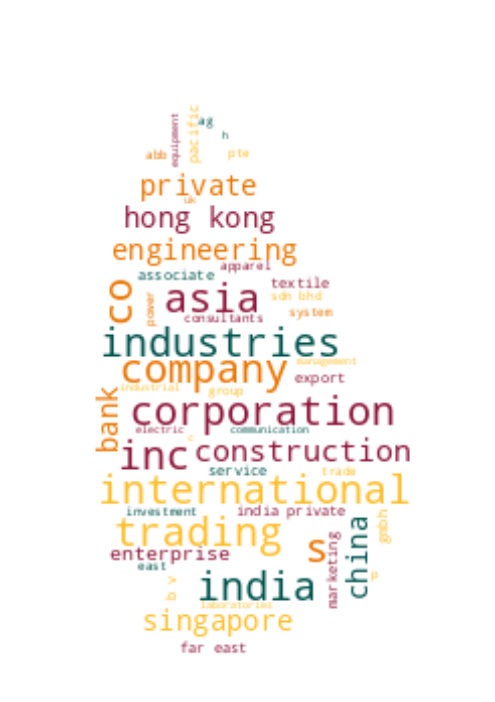 pacific
ag
equipment
h
abb
pte
private
uk
hong kong
engineering
apparel
associate
textile
co
asia
sdn bhd
power
consultants
system
industries
company
management
export
industrial
group
bank
corporation
electric
communication
c
inc
construction
service
trade
international
investment
india private
trading
gmbh
china
s
marketing
enterprise
east
p
india
b v
laboratories
singapore
far east